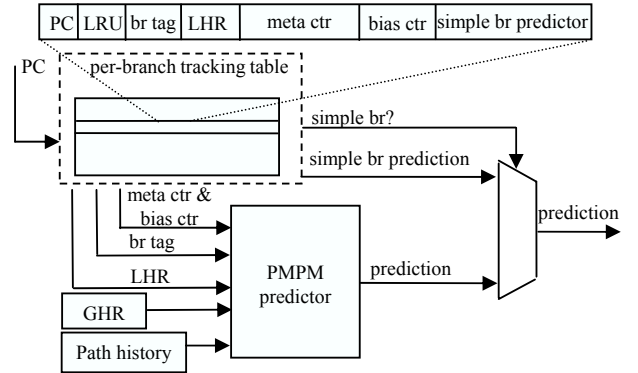 PC LRU br tag LHR meta ctr bias ctr simple br predictor
PC
per-branch tracking table
simple br?
simple br prediction
meta ctr &
bias ctr
br tag
LHR
GHR
Path history
PMPM
predictor
prediction
prediction